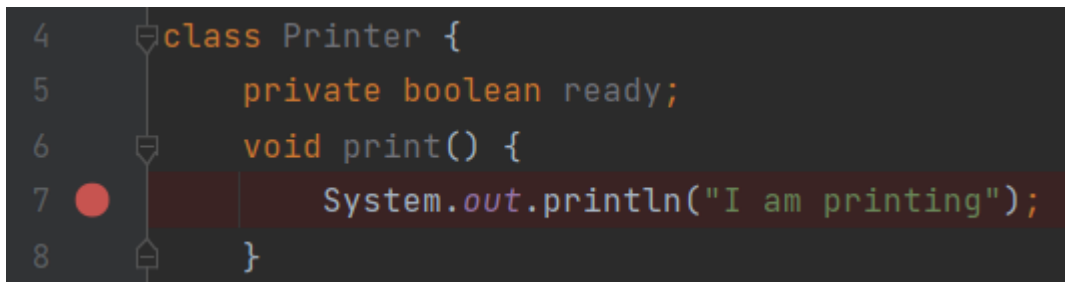 4 class Printer {
5 private boolean ready;
6 void print() {
7 System.out.println("I am printing");
8 }